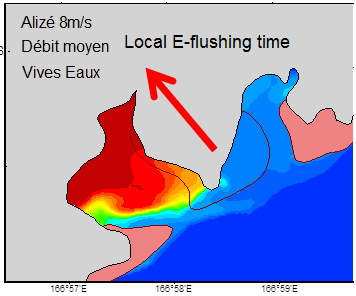 Alizé 8m/s
Débit moyen
Local E-flushing time
Vives Eaux
166°57'E
166°58'E
166°59'E